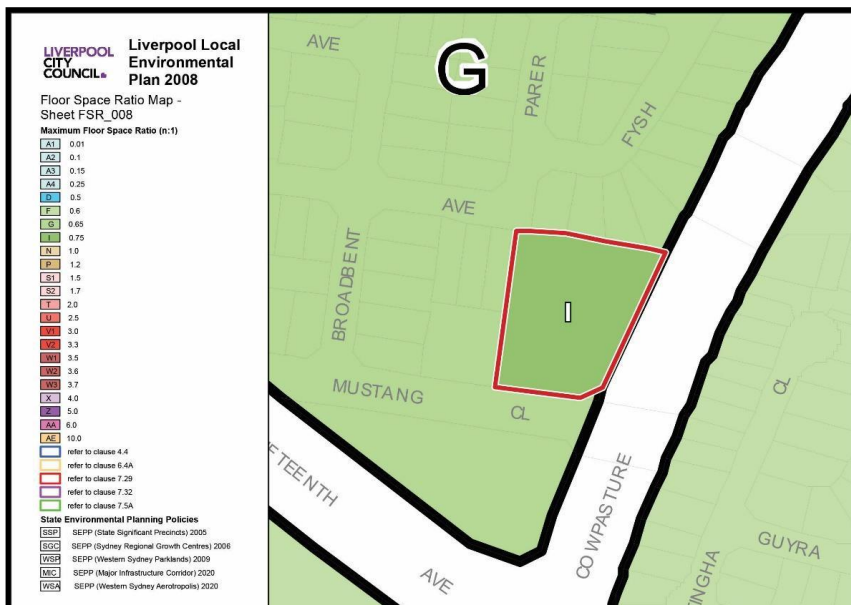 LIVERPOOL
CITY
COUNCIL
Liverpool Local
Environmental
Plan 2008
Floor Space Ratio Map -
Sheet FSR_008
Maximum Floor Space Ratio (n:1)
A1 0.01
A2 0.1
A3 0.15
A4 0.25
D 0.5
F 0.6
G 0.65
I 0.75
N 1.0
P 1.2
S1 1.5
S2 1.7
T 2.0
U 2.5
V1 3.0
V2 3.3
W1 3.5
W2 3.6
W3 3.7
X 4.0
Z 5.0
AA 6.0
AE 10.0
refer to clause 4.4
refer to clause 6.4A
refer to clause 7.29
refer to clause 7.32
refer to clause 7.5A
State Environmental Planning Policies
SSP SEPP (State Significant Precincts) 2005
SGC SEPP (Sydney Regional Growth Centres) 2006
WSP SEPP (Western Sydney Parklands) 2009
MIC SEPP (Major Infrastructure Corridor) 2020
WSA SEPP (Western Sydney Aerotropolis) 2020
AVE
G
PARER
FYSH
AVE
BROADBENT
I
MUSTANG
CL
CL
ETEENTH
AVE
COWPASTURE
GUYRA
TINGHA